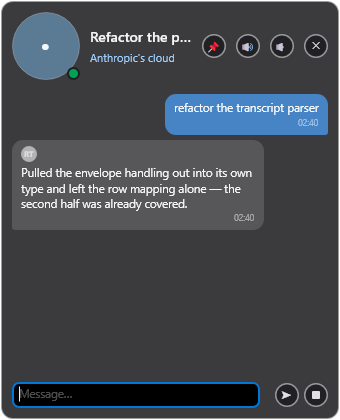 Refactor the p...
Anthropic's cloud
refactor the transcript parser
02:40
RT
Pulled the envelope handling out into its own
type and left the row mapping alone — the
second half was already covered.
02:40
Message...